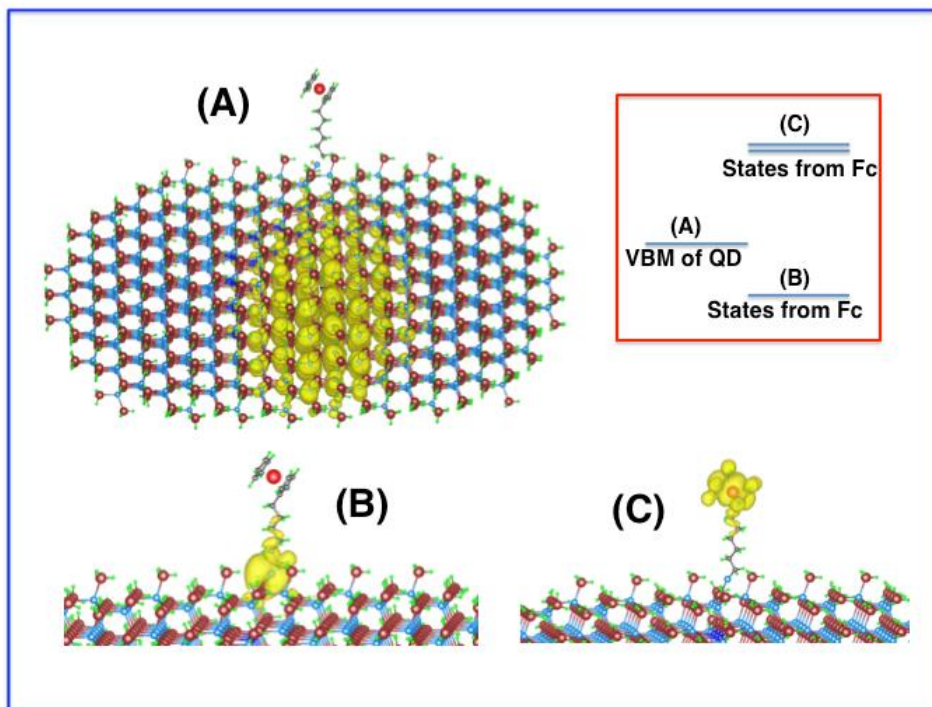 (A)
(C)
States from Fc
(A)
VBM of QD
(B)
States from Fc
(B)
(C)